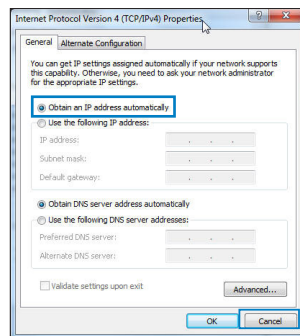 Internet Protocol Version 4 (TCP/IPv4) Properties
General
Alternate Configuration
You can get IP settings assigned automatically if your network supports
this capability. Otherwise, you need to ask your network administrator
for the appropriate IP settings.
Obtain an IP address automatically
Use the following IP address:
IP address:
Subnet mask:
Default gateway:
Obtain DNS server address automatically
Use the following DNS server addresses:
Preferred DNS server:
Alternate DNS server:
Validate settings upon exit
Advanced...
OK
Cancel